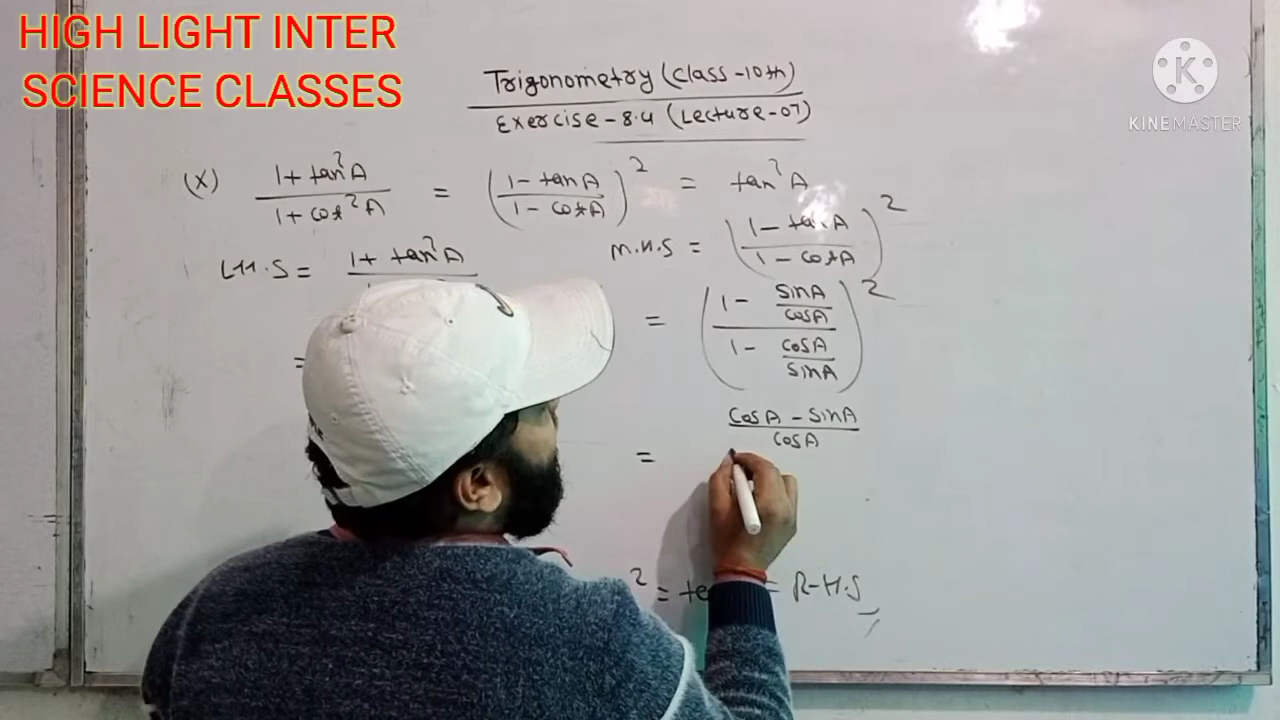 HIGH LIGHT INTER
SCIENCE CLASSES
KINEMASTER
Trigonometry (Class-10th)
Exercise-8.4 (Lecture-07)
(X) (1 + tan²A)/(1 + cot²A) = ((1 - tanA)/(1 - cotA))² = tan²A
L.H.S = 1 + tan²A
M.H.S = ((1 - tanA)/(1 - cotA))²
=
= ((1 - sinA/cosA)/(1 - cosA/sinA))²
= (cosA - sinA)/cosA
² = = R.H.S